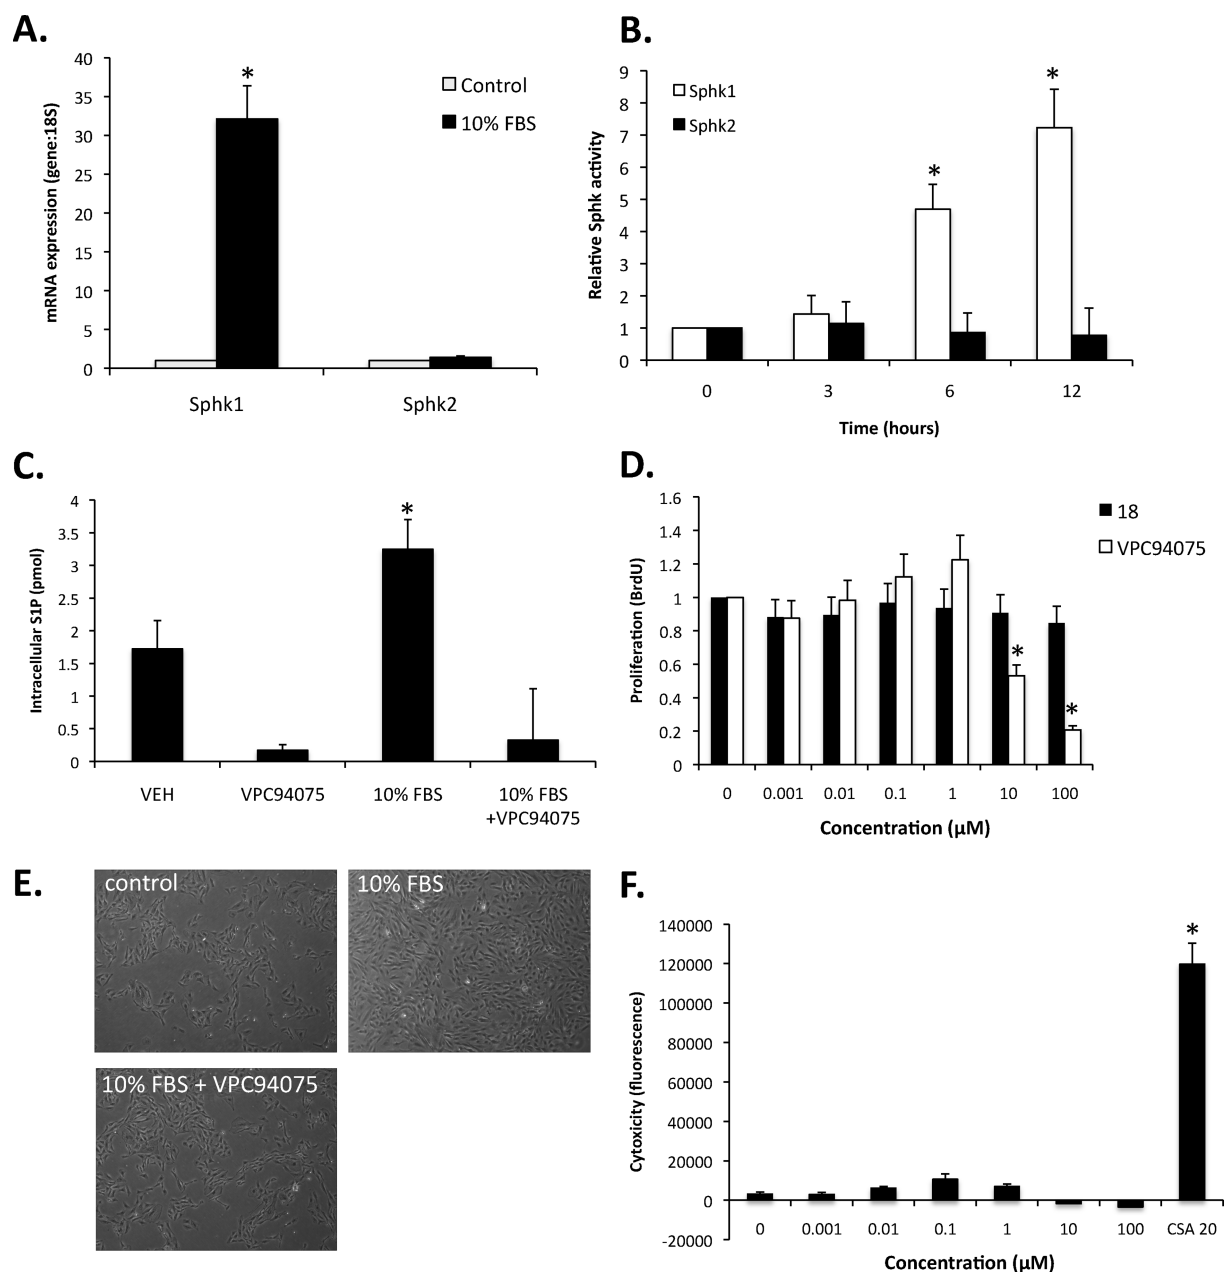 A.
mRNA expression (gene:18S)
40
35
30
25
20
15
10
5
0
*
Control
10% FBS
Sphk1
Sphk2
B.
Relative Sphk activity
9
8
7
6
5
4
3
2
1
0
Sphk1
Sphk2
*
*
0
3
6
12
Time (hours)
C.
Intracellular S1P (pmol)
4
3.5
3
2.5
2
1.5
1
0.5
0
*
VEH
VPC94075
10% FBS
10% FBS
+VPC94075
D.
Proliferation (BrdU)
1.6
1.4
1.2
1
0.8
0.6
0.4
0.2
0
18
VPC94075
*
*
0
0.001
0.01
0.1
1
10
100
Concentration (μM)
E.
control
10% FBS
10% FBS + VPC94075
F.
Cytoxicity (fluorescence)
140000
120000
100000
80000
60000
40000
20000
0
-20000
*
0
0.001
0.01
0.1
1
10
100
CSA 20
Concentration (μM)